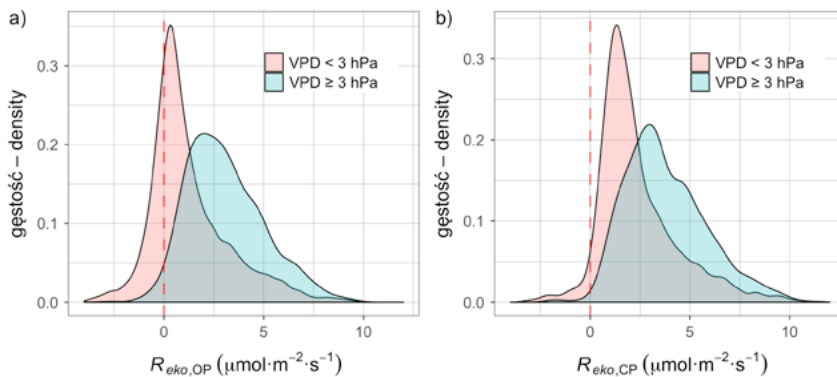 a)
VPD < 3 hPa
VPD ≥ 3 hPa
gęstość – density
0.3
0.2
0.1
0.0
0
5
10
R eko,OP (μmol·m−2·s−1)
b)
VPD < 3 hPa
VPD ≥ 3 hPa
gęstość – density
0.3
0.2
0.1
0.0
0
5
10
R eko,CP (μmol·m−2·s−1)